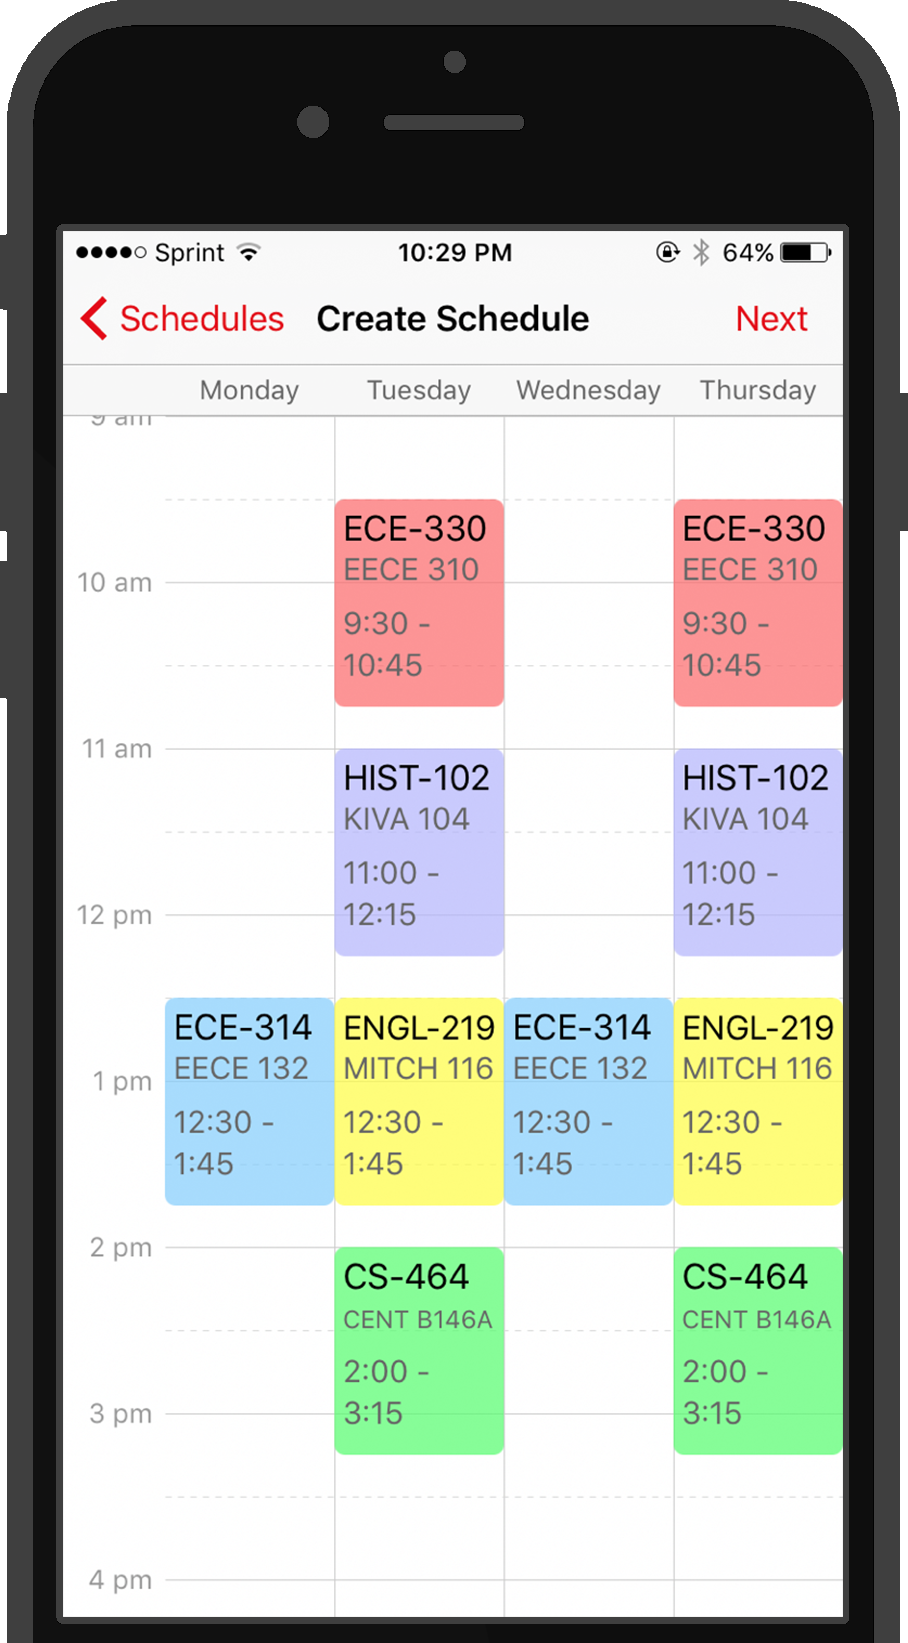 Sprint 10:29 PM 64%
Schedules Create Schedule Next
Monday Tuesday Wednesday Thursday
9 am
ECE-330 ECE-330
EECE 310 EECE 310
10 am
9:30 - 9:30 -
10:45 10:45
11 am
HIST-102 HIST-102
KIVA 104 KIVA 104
11:00 - 11:00 -
12 pm 12:15 12:15
ECE-314 ENGL-219 ECE-314 ENGL-219
EECE 132 MITCH 116 EECE 132 MITCH 116
1 pm
12:30 - 12:30 - 12:30 - 12:30 -
1:45 1:45 1:45 1:45
2 pm
CS-464 CS-464
CENT B146A CENT B146A
2:00 - 2:00 -
3 pm 3:15 3:15
4 pm